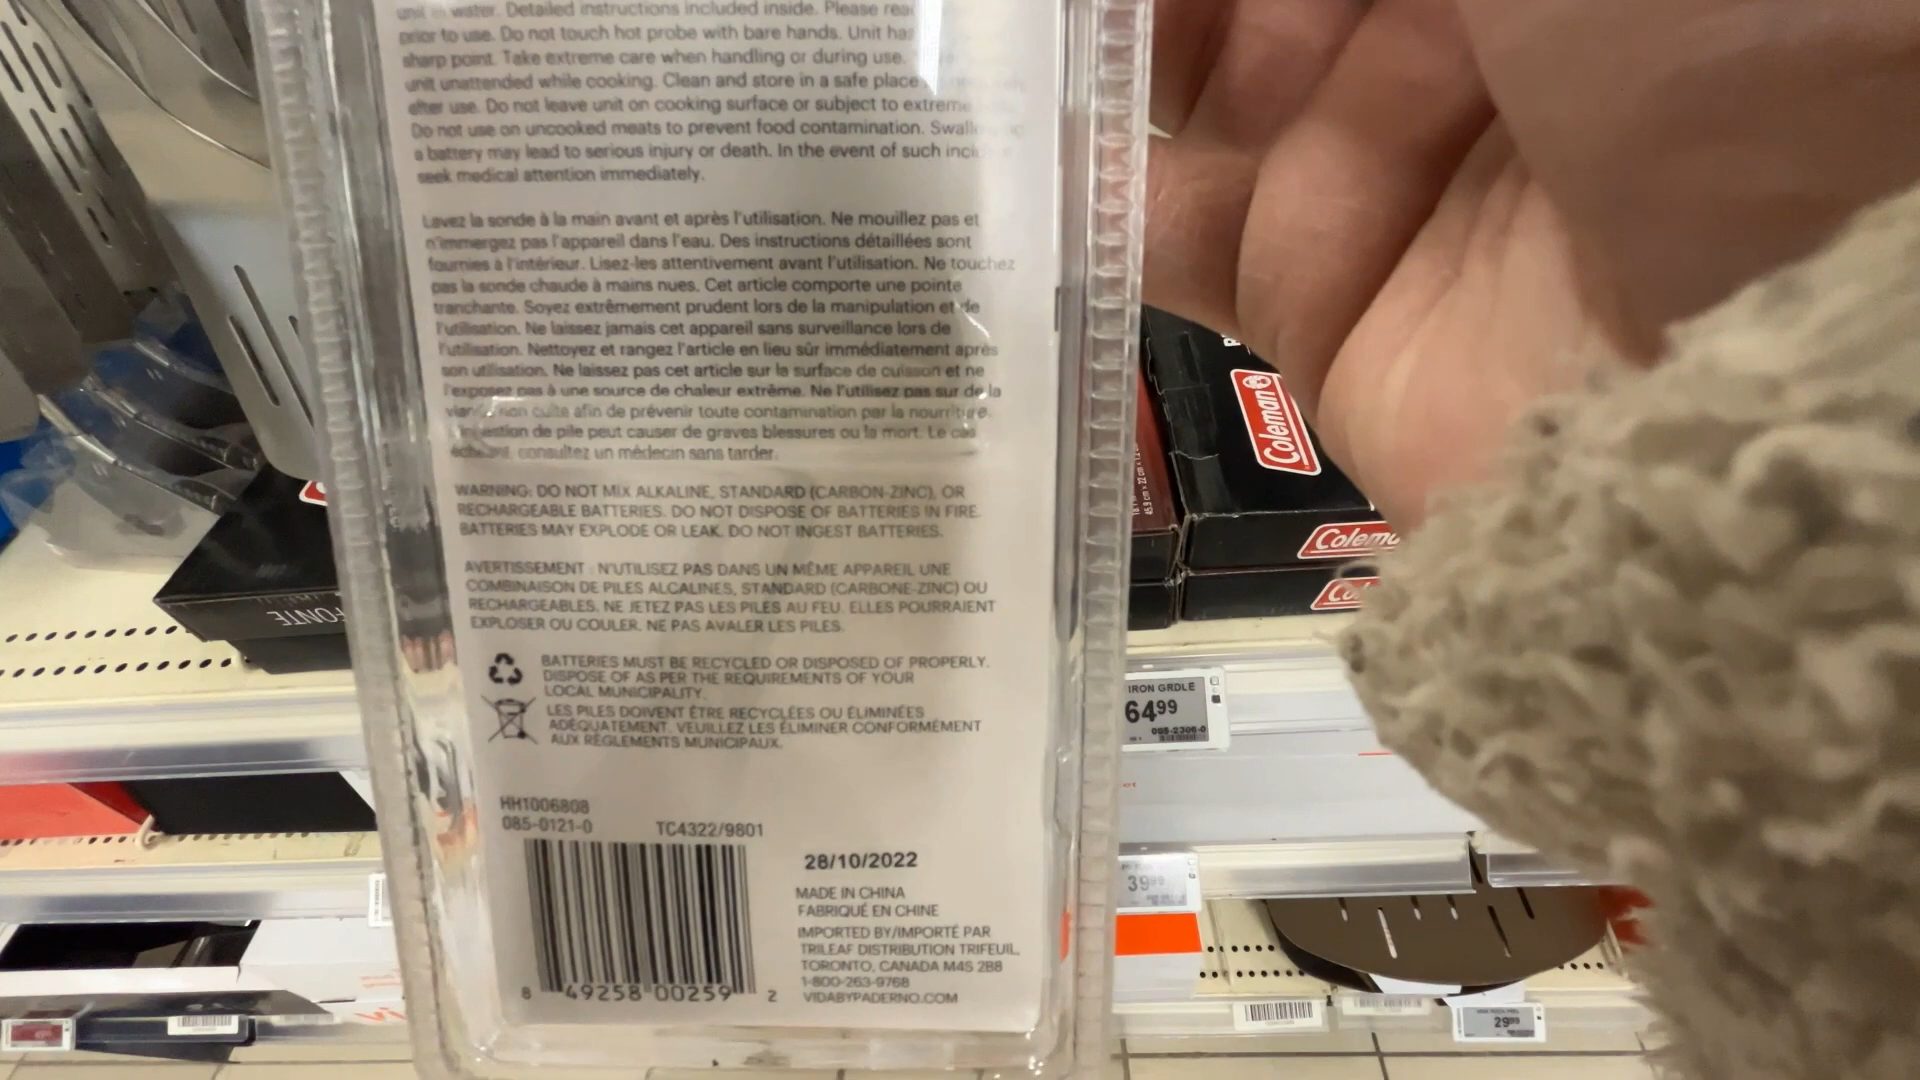 unit in water. Detailed instructions included inside. Please read
prior to use. Do not touch hot probe with bare hands. Unit has
sharp point. Take extreme care when handling or during use.
unit unattended while cooking. Clean and store in a safe place
after use. Do not leave unit on cooking surface or subject to extreme
Do not use on uncooked meats to prevent food contamination.
a battery may lead to serious injury or death. In the event of such
seek medical attention immediately.
Lavez la sonde à la main avant et après l'utilisation. Ne mouillez pas et
n'immergez pas l'appareil dans l'eau. Des instructions détaillées sont
fournies à l'intérieur. Lisez-les attentivement avant l'utilisation. Ne touchez
pas la sonde chaude à mains nues. Cet article comporte une pointe
tranchante. Soyez extrêmement prudent lors de la manipulation et de
l'utilisation. Ne laissez jamais cet appareil sans surveillance lors de
l'utilisation. Nettoyez et rangez l'article en lieu sûr immédiatement après
son utilisation. Ne laissez pas cet article sur la surface de cuisson et ne
l'exposez pas à une source de chaleur extrême. Ne l'utilisez pas sur de la
viande non cuite afin de prévenir toute contamination par la nourriture.
L'ingestion de pile peut causer de graves blessures ou la mort. Le cas
échéant, consultez un médecin sans tarder.
WARNING: DO NOT MIX ALKALINE, STANDARD (CARBON-ZINC), OR
RECHARGEABLE BATTERIES. DO NOT DISPOSE OF BATTERIES IN FIRE.
BATTERIES MAY EXPLODE OR LEAK. DO NOT INGEST BATTERIES.
AVERTISSEMENT : N'UTILISEZ PAS DANS UN MÊME APPAREIL UNE
COMBINAISON DE PILES ALCALINES, STANDARD (CARBONE-ZINC) OU
RECHARGEABLES. NE JETEZ PAS LES PILES AU FEU. ELLES POURRAIENT
EXPLOSER OU COULER. NE PAS AVALER LES PILES.
BATTERIES MUST BE RECYCLED OR DISPOSED OF PROPERLY.
DISPOSE OF AS PER THE REQUIREMENTS OF YOUR
LOCAL MUNICIPALITY.
LES PILES DOIVENT ÊTRE RECYCLÉES OU ÉLIMINÉES
ADÉQUATEMENT. VEUILLEZ LES ÉLIMINER CONFORMÉMENT
AUX RÈGLEMENTS MUNICIPAUX.
HH1006808
085-0121-0 TC4322/9801
28/10/2022
MADE IN CHINA
FABRIQUÉ EN CHINE
IMPORTED BY/IMPORTÉ PAR
TRILEAF DISTRIBUTION TRIFEUIL,
TORONTO, CANADA M4S 2B8
1-800-263-9768
VIDABYPADERNO.COM
8 49258 00259 2
Coleman
Coleman
FONTE
IRON GRDLE
64 99
085-2306-0
39 99
29 99